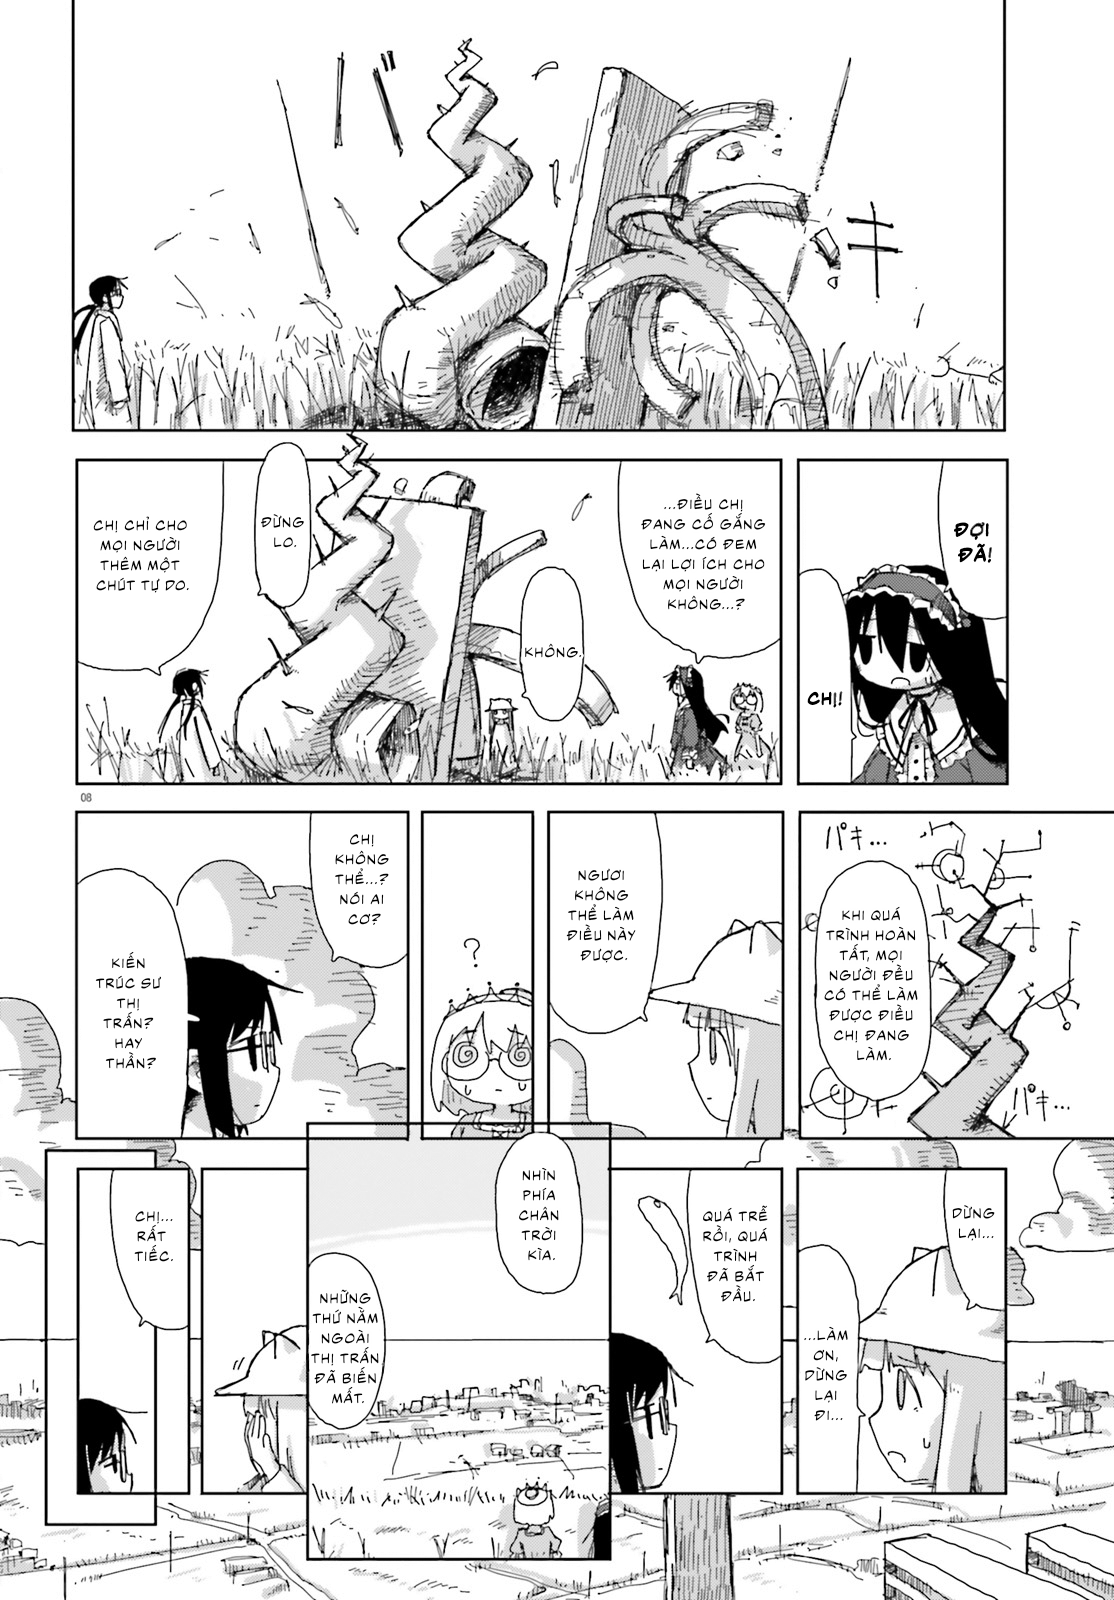 バ
キ
ĐỢI
ĐÃ!
CHỊ!
...ĐIỀU CHỊ
ĐANG CỐ GẮNG
LÀM...CÓ ĐEM
LẠI LỢI ÍCH CHO
MỌI NGƯỜI
KHÔNG...?
KHÔNG.
ĐỪNG
LO.
CHỊ CHỈ CHO
MỌI NGƯỜI
THÊM MỘT
CHÚT TỰ DO.
08
パキ...
KHI QUÁ
TRÌNH HOÀN
TẤT, MỌI
NGƯỜI ĐỀU
CÓ THỂ LÀM
ĐƯỢC ĐIỀU
CHỊ ĐANG
LÀM.
パキ...
NGƯƠI
KHÔNG
THỂ LÀM
ĐIỀU NÀY
ĐƯỢC.
?
CHỊ
KHÔNG
THỂ...?
NÓI AI
CƠ?
KIẾN
TRÚC SƯ
THỊ
TRẤN?
HAY
THẦN?
DỪNG
LẠI...
...LÀM
ƠN,
DỪNG
LẠI
ĐI...
QUÁ TRỄ
RỒI, QUÁ
TRÌNH
ĐÃ BẮT
ĐẦU.
NHÌN
PHÍA
CHÂN
TRỜI
KÌA.
NHỮNG
THỨ NẰM
NGOÀI
THỊ TRẤN
ĐÃ BIẾN
MẤT.
CHỊ...
RẤT
TIẾC.